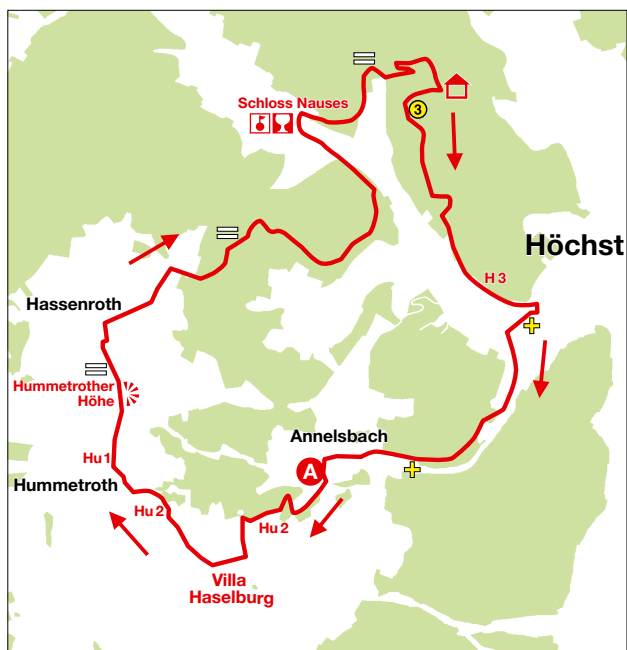 Schloss Nauses
3
Höchst
H 3
Hassenroth
Hummetrother
Höhe
Annelsbach
A
Hu 1
Hummetroth
Hu 2
Hu 2
Villa
Haselburg